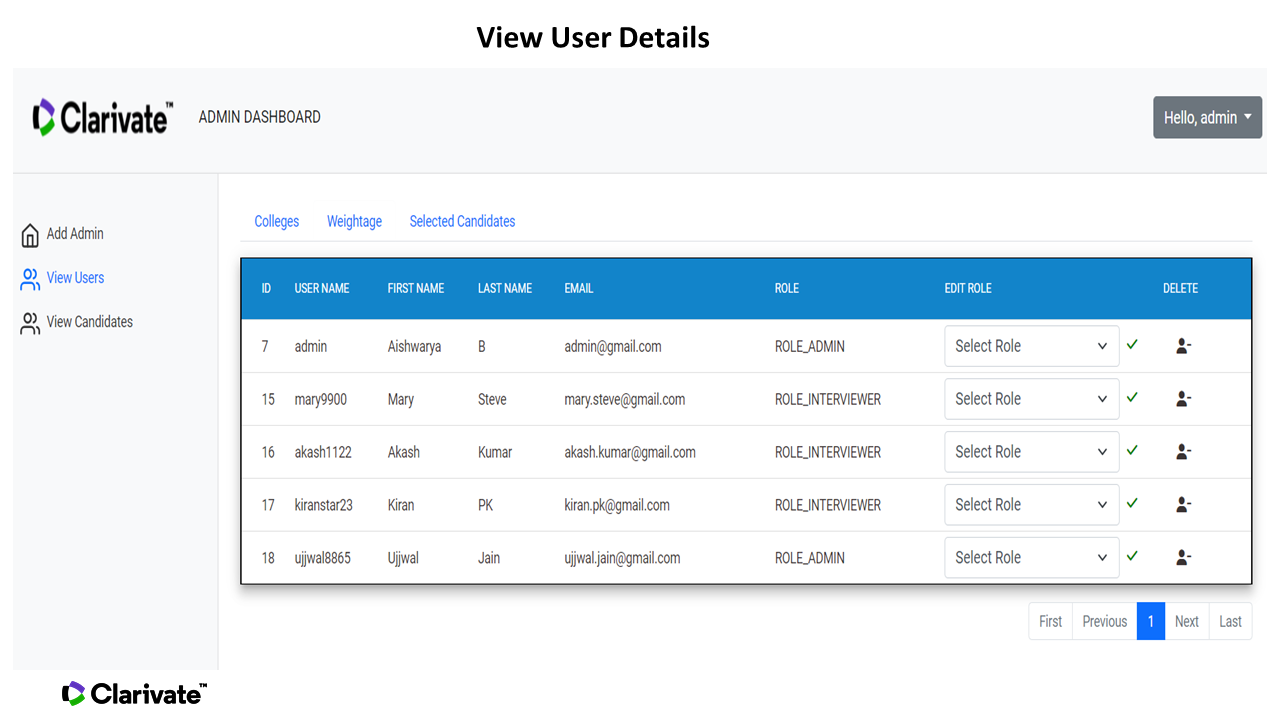 View User Details
Clarivate™ ADMIN DASHBOARD Hello, admin
Add Admin
View Users
View Candidates
Colleges Weightage Selected Candidates
ID USER NAME FIRST NAME LAST NAME EMAIL ROLE EDIT ROLE DELETE
7 admin Aishwarya B admin@gmail.com ROLE_ADMIN Select Role
15 mary9900 Mary Steve mary.steve@gmail.com ROLE_INTERVIEWER Select Role
16 akash1122 Akash Kumar akash.kumar@gmail.com ROLE_INTERVIEWER Select Role
17 kiranstar23 Kiran PK kiran.pk@gmail.com ROLE_INTERVIEWER Select Role
18 ujjwal8865 Ujjwal Jain ujjwal.jain@gmail.com ROLE_ADMIN Select Role
First Previous 1 Next Last
Clarivate™